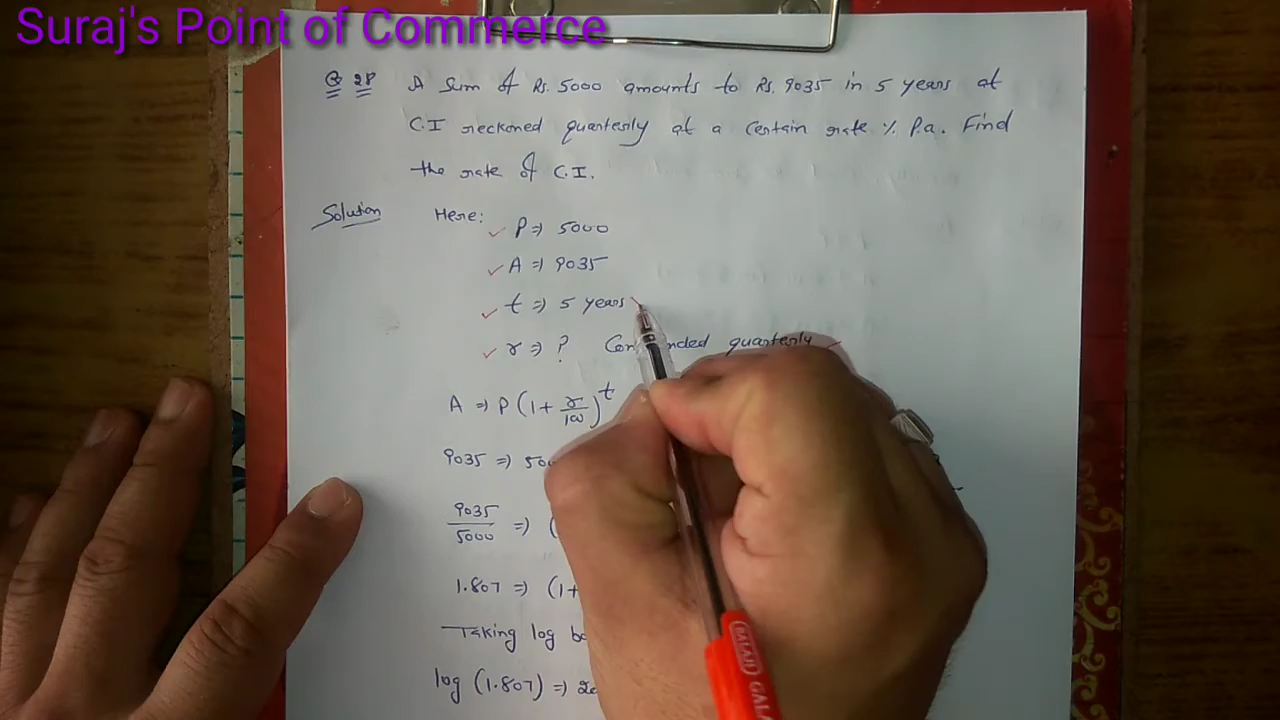 Suraj's Point of Commerce
Q 28 A Sum of Rs. 5000 amounts to Rs. 9035 in 5 years at
C.I reckoned quarterly at a certain rate % P.a. Find
the rate of C.I.
Solution Here:
P ⇒ 5000
A ⇒ 9035
t ⇒ 5 years
r ⇒ ? quarterly
A ⇒ P(1 + r/100)^t
9035 ⇒
9035/5000 ⇒ (
1.807 ⇒ (1+
Taking log
log (1.807) ⇒